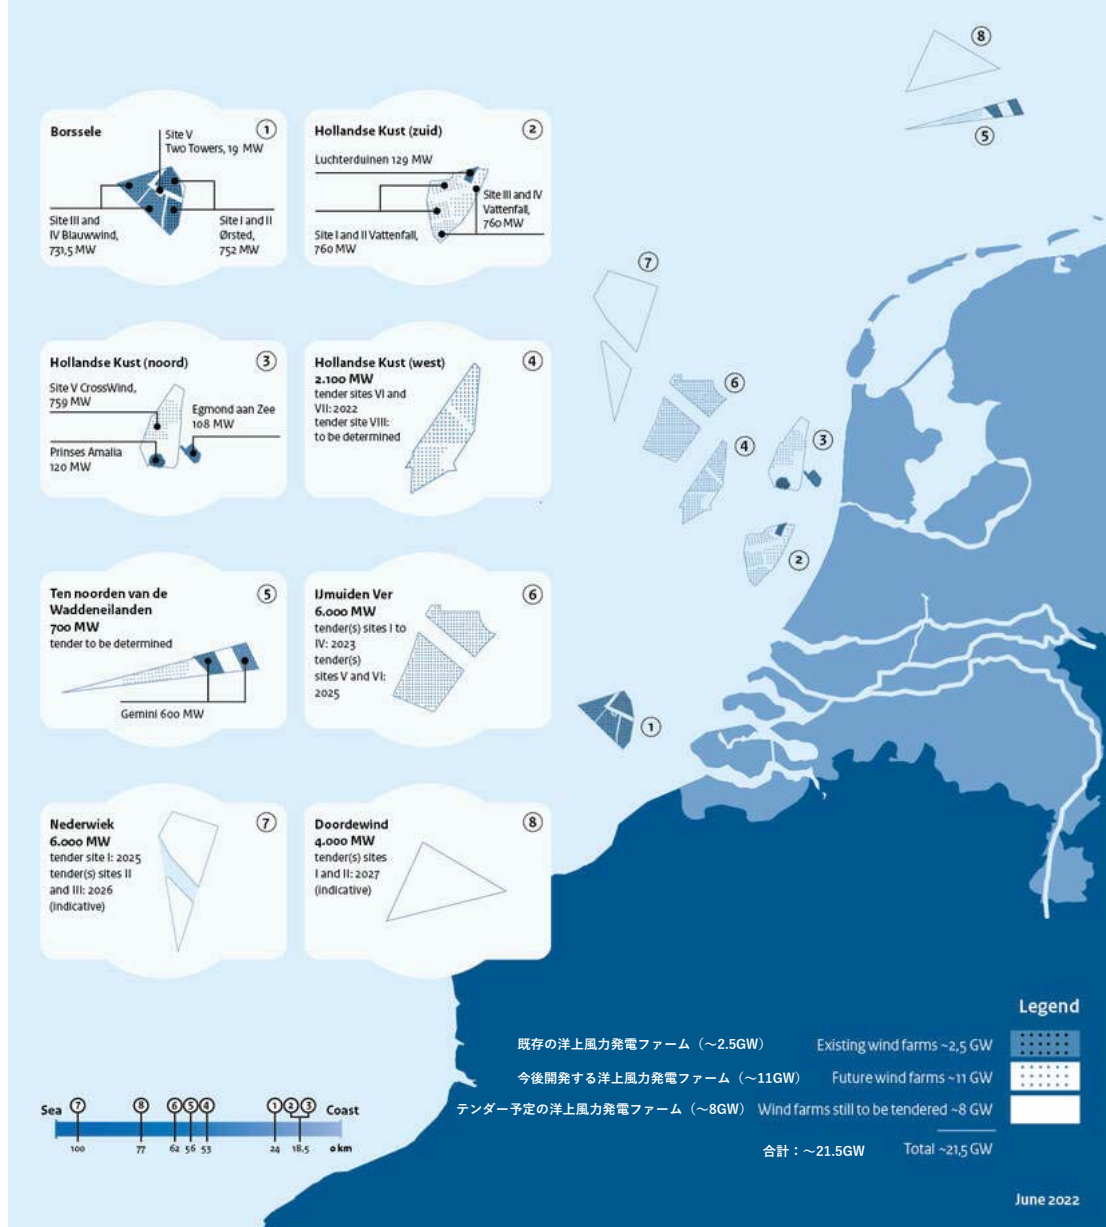 Borssele
①
Site V
Two Towers, 19 MW
Site III and
IV Blauwwind,
731,5 MW
Site I and II
Ørsted,
752 MW
Hollandse Kust (zuid)
②
Luchterduinen 129 MW
Site III and IV
Vattenfall,
760 MW
Site I and II Vattenfall,
760 MW
Hollandse Kust (noord)
③
Site V CrossWind,
759 MW
Egmond aan Zee
108 MW
Prinses Amalia
120 MW
Hollandse Kust (west)
④
2.100 MW
tender sites VI and
VII: 2022
tender site VIII:
to be determined
Ten noorden van de
Waddeneilanden
⑤
700 MW
tender to be determined
Gemini 600 MW
IJmuiden Ver
⑥
6.000 MW
tender(s) sites I to
IV: 2023
tender(s)
sites V and VI:
2025
Nederwiek
⑦
6.000 MW
tender site I: 2025
tender(s) sites II
and III: 2026
(indicative)
Doordewind
⑧
4.000 MW
tender(s) sites
I and II: 2027
(indicative)
⑧
⑤
⑦
⑥
④
③
②
①
Legend
既存の洋上風力発電ファーム（～2.5GW） Existing wind farms ~2,5 GW
今後開発する洋上風力発電ファーム（～11GW） Future wind farms ~11 GW
テンダー予定の洋上風力発電ファーム（～8GW） Wind farms still to be tendered ~8 GW
合計：～21.5GW Total ~21,5 GW
June 2022
Sea ⑦ ⑧ ⑥ ⑤ ④ ① ② ③ Coast
100 77 62 56 53 24 18,5 0 km